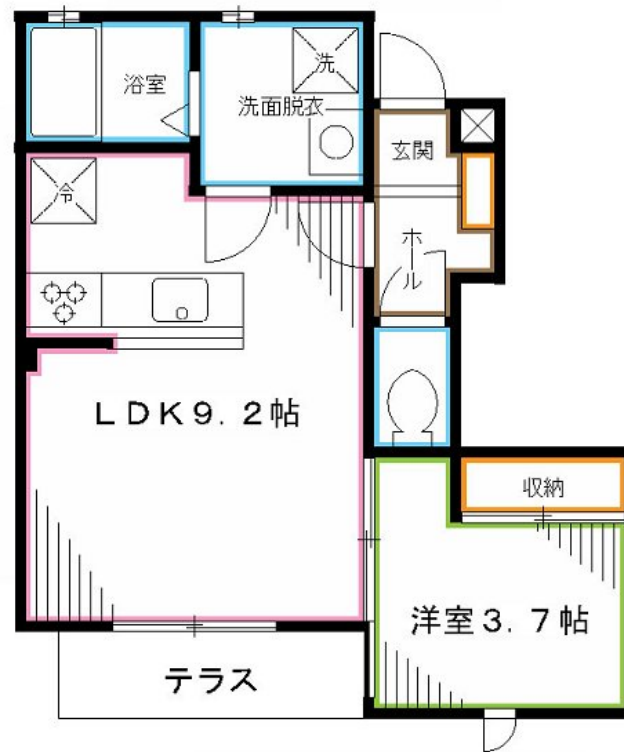 浴室
洗
洗面脱衣
玄関
冷
ホール
LDK9.2帖
収納
洋室3.7帖
テラス